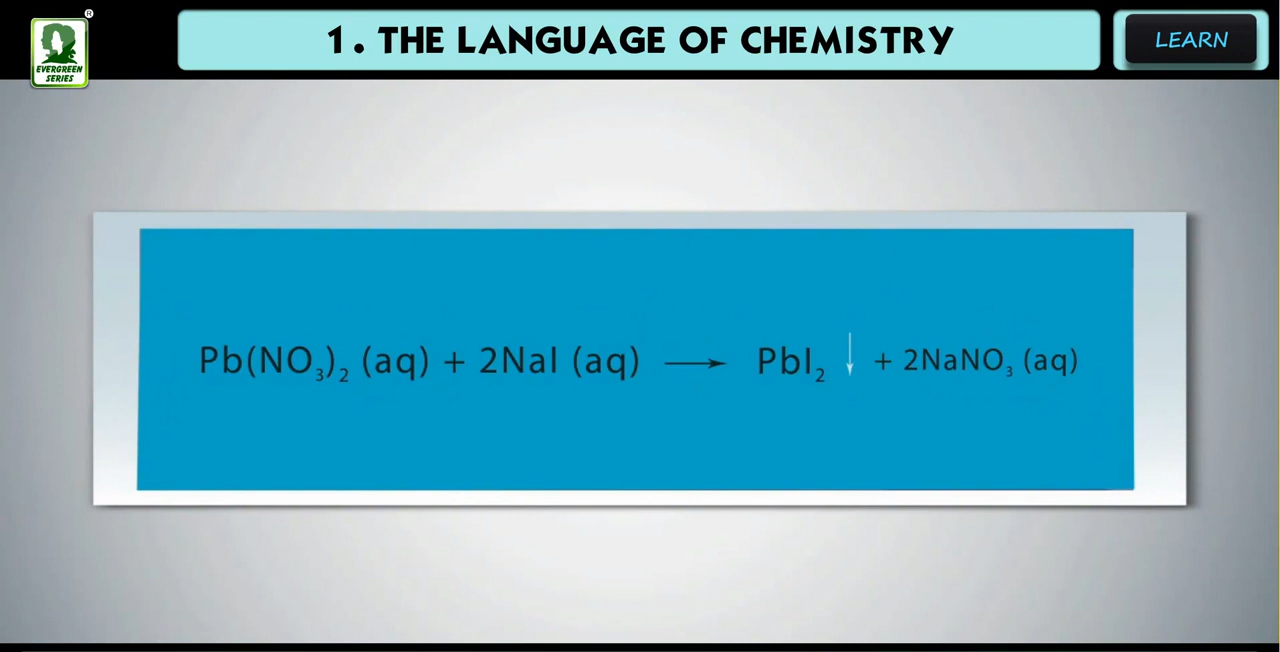 ®
EVERGREEN
SERIES
1. THE LANGUAGE OF CHEMISTRY
LEARN
Pb(NO₃)₂ (aq) + 2NaI (aq) ⟶ PbI₂ ↓ + 2NaNO₃ (aq)